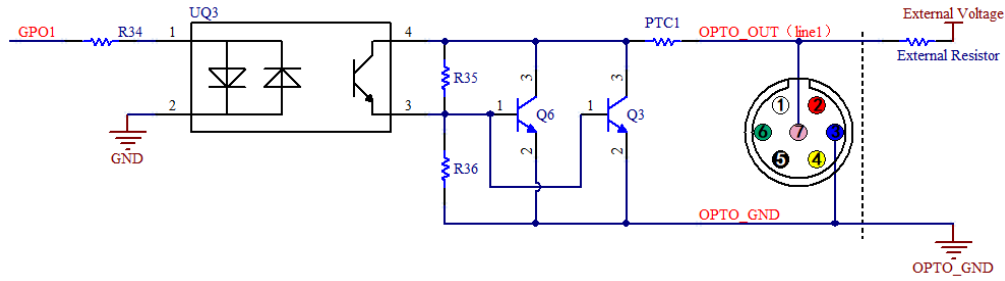 UQ3
External Voltage
GPO1
R34
1
4
PTC1
OPTO_OUT（line1）
External Resistor
R35
3
3
1
2
2
3
1
Q6
1
Q3
6
7
3
GND
R36
2
2
5
4
OPTO_GND
OPTO_GND